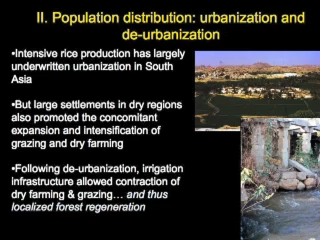 II. Population distribution: urbanization and
de-urbanization
•Intensive rice production has largely
underwritten urbanization in South
Asia
•But large settlements in dry regions
also promoted the concomitant
expansion and intensification of
grazing and dry farming
•Following de-urbanization, irrigation
infrastructure allowed contraction of
dry farming & grazing… and thus
localized forest regeneration